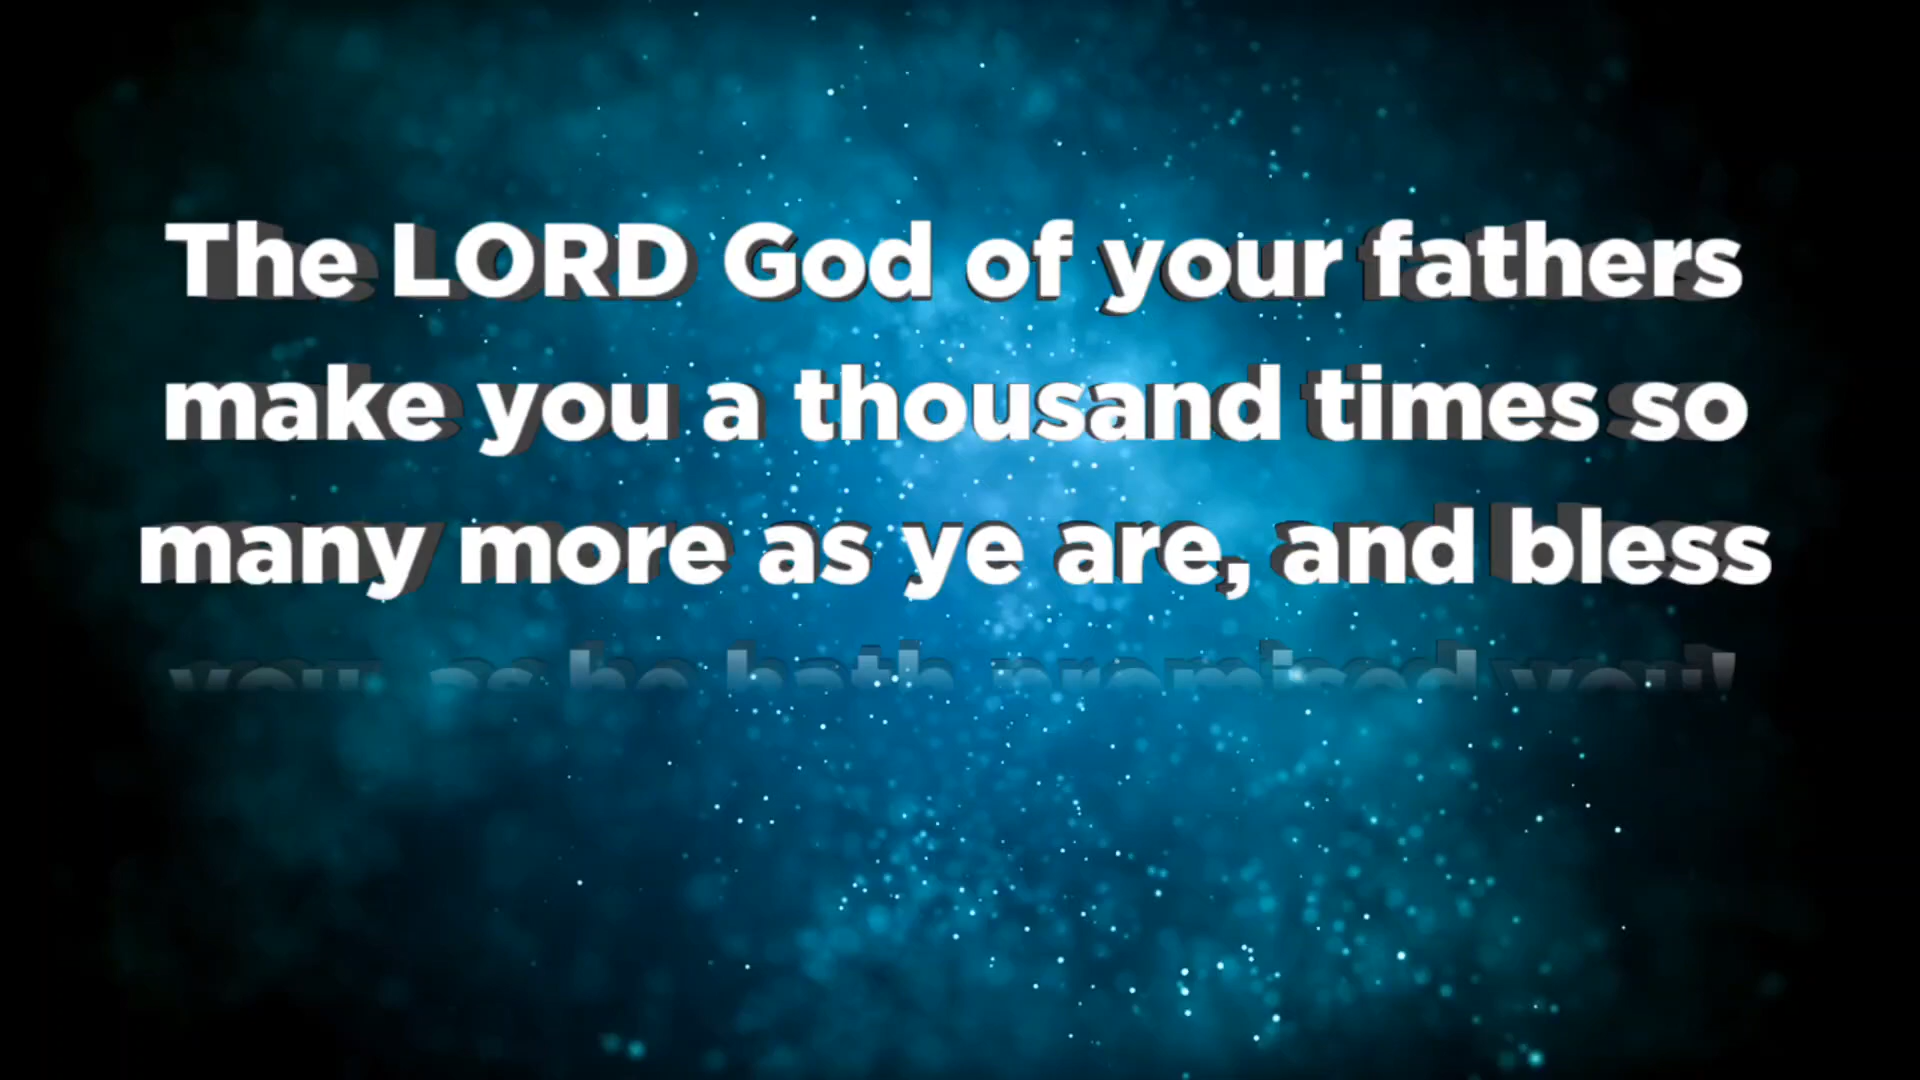 The LORD God of your fathers
make you a thousand times so
many more as ye are, and bless
you, as he hath promised you!